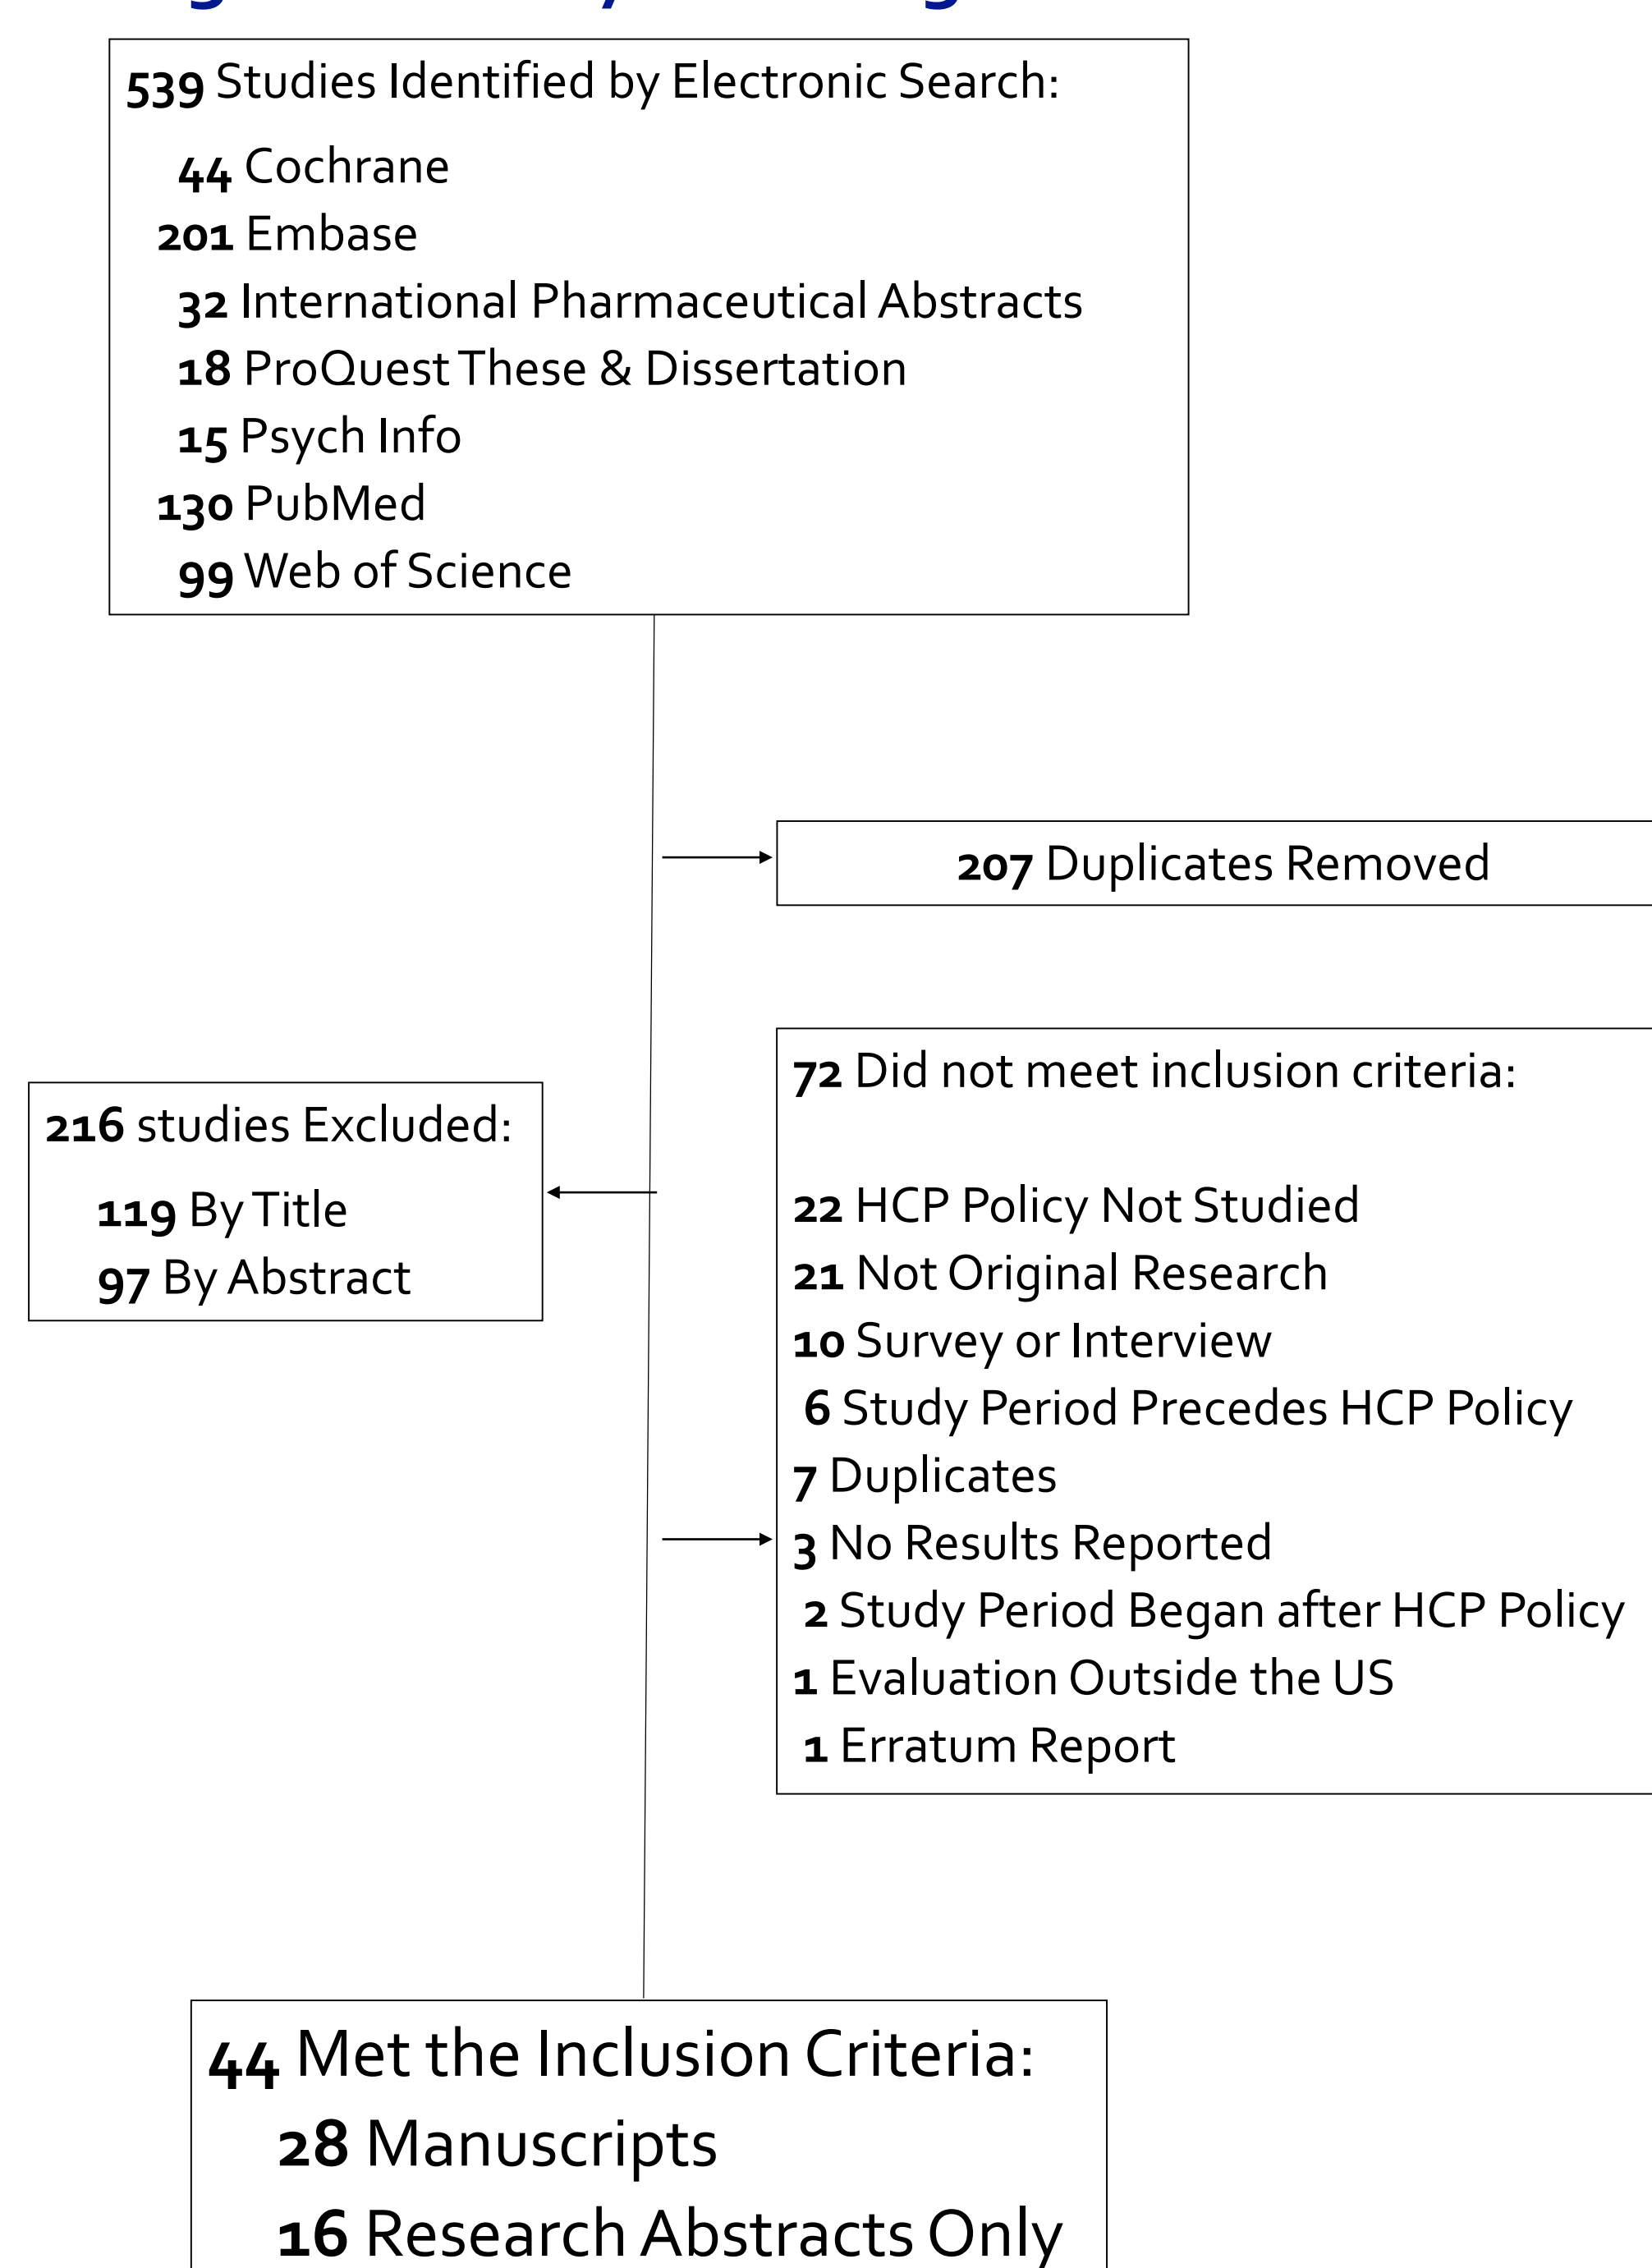 539 Studies Identified by Electronic Search:
44 Cochrane
201 Embase
32 International Pharmaceutical Abstracts
18 ProQuest These & Dissertation
15 Psych Info
130 PubMed
99 Web of Science
207 Duplicates Removed
216 studies Excluded:
119 By Title
97 By Abstract
72 Did not meet inclusion criteria:
22 HCP Policy Not Studied
21 Not Original Research
10 Survey or Interview
6 Study Period Precedes HCP Policy
7 Duplicates
3 No Results Reported
2 Study Period Began after HCP Policy
1 Evaluation Outside the US
1 Erratum Report
44 Met the Inclusion Criteria:
28 Manuscripts
16 Research Abstracts Only